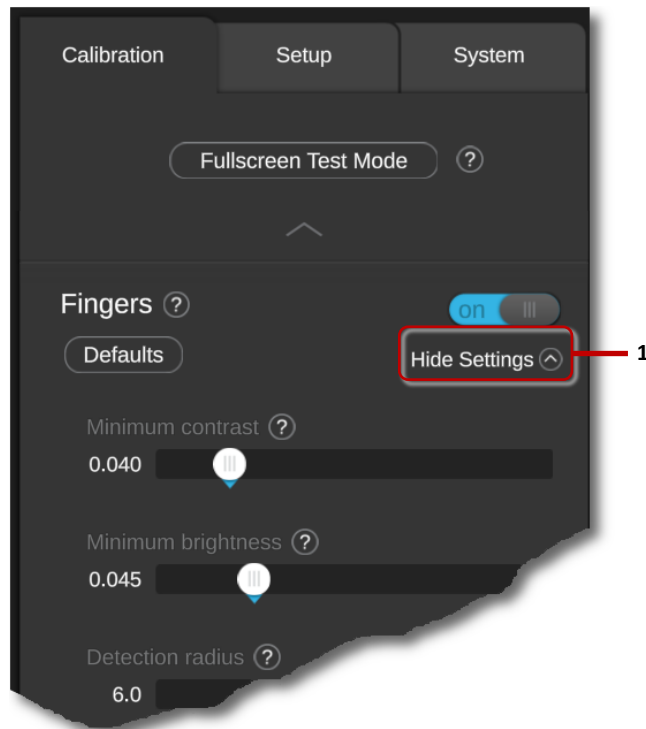 Calibration Setup System
Fullscreen Test Mode ?
Fingers ? on
Defaults Hide Settings 1
Minimum contrast ?
0.040
Minimum brightness ?
0.045
Detection radius ?
6.0